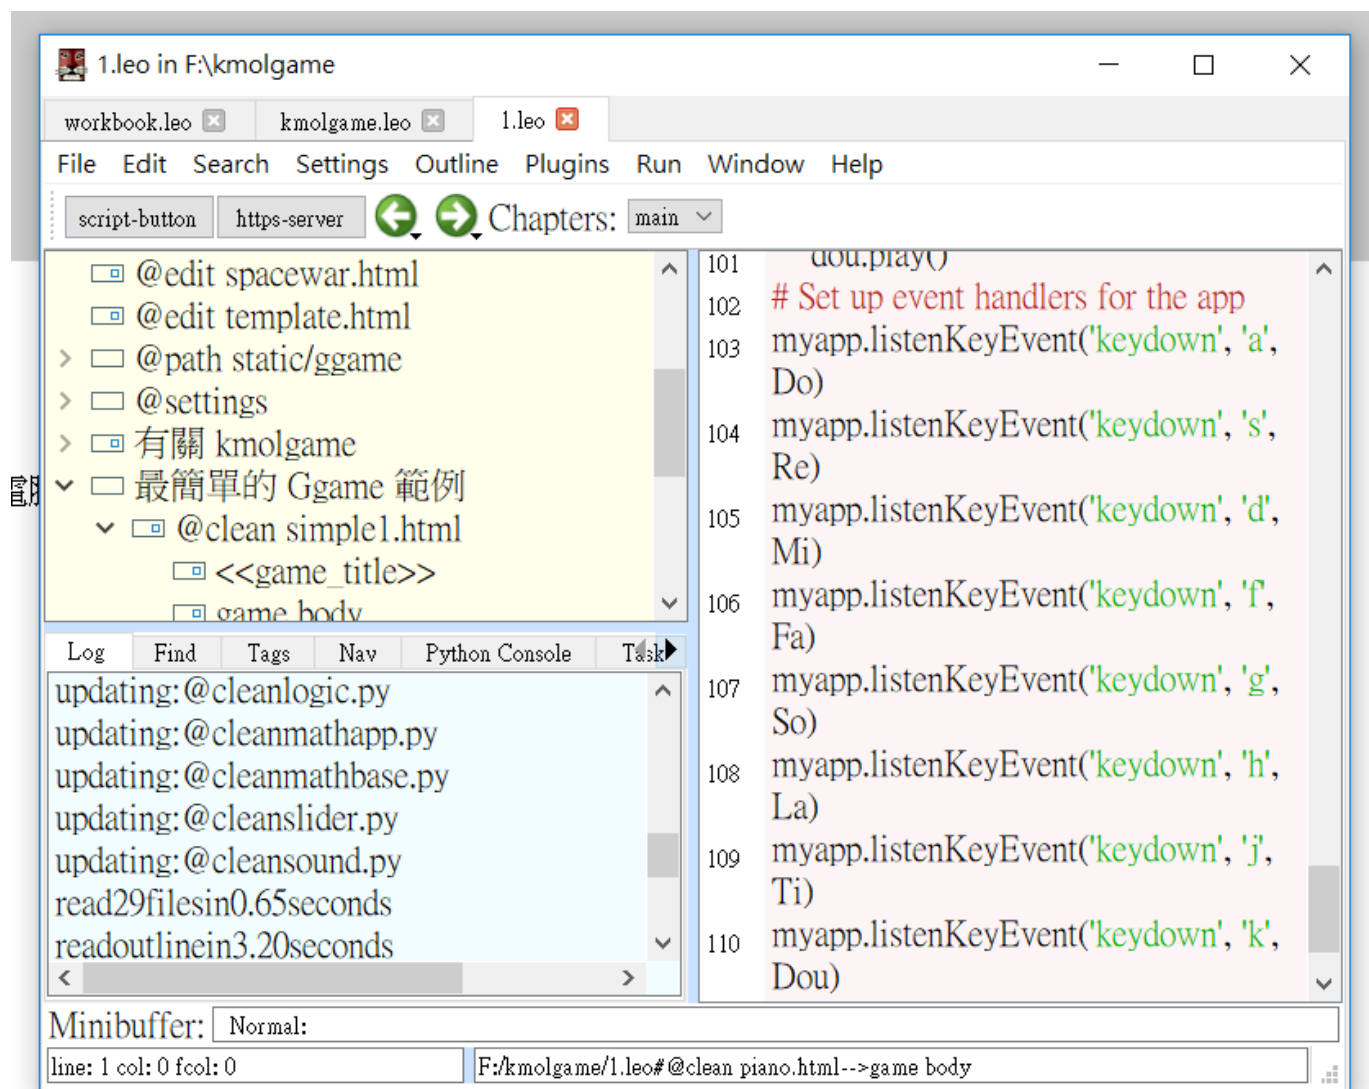 1.leo in F:\kmolgame
workbook.leo kmolgame.leo 1.leo
File Edit Search Settings Outline Plugins Run Window Help
script-button https-server Chapters: main
@edit spacewar.html
@edit template.html
@path static/ggame
@settings
有關 kmolgame
最簡單的 Ggame 範例
@clean simple1.html
<<game_title>>
game body
Log Find Tags Nav Python Console Task
updating:@cleanlogic.py
updating:@cleanmathapp.py
updating:@cleanmathbase.py
updating:@cleanslider.py
updating:@cleansound.py
read29filesin0.65seconds
readoutlinein3.20seconds
101 dou.play()
102 # Set up event handlers for the app
103 myapp.listenKeyEvent('keydown', 'a',
Do)
104 myapp.listenKeyEvent('keydown', 's',
Re)
105 myapp.listenKeyEvent('keydown', 'd',
Mi)
106 myapp.listenKeyEvent('keydown', 'f',
Fa)
107 myapp.listenKeyEvent('keydown', 'g',
So)
108 myapp.listenKeyEvent('keydown', 'h',
La)
109 myapp.listenKeyEvent('keydown', 'j',
Ti)
110 myapp.listenKeyEvent('keydown', 'k',
Dou)
Minibuffer: Normal:
line: 1 col: 0 fcol: 0 F:/kmolgame/1.leo#@clean piano.html-->game body